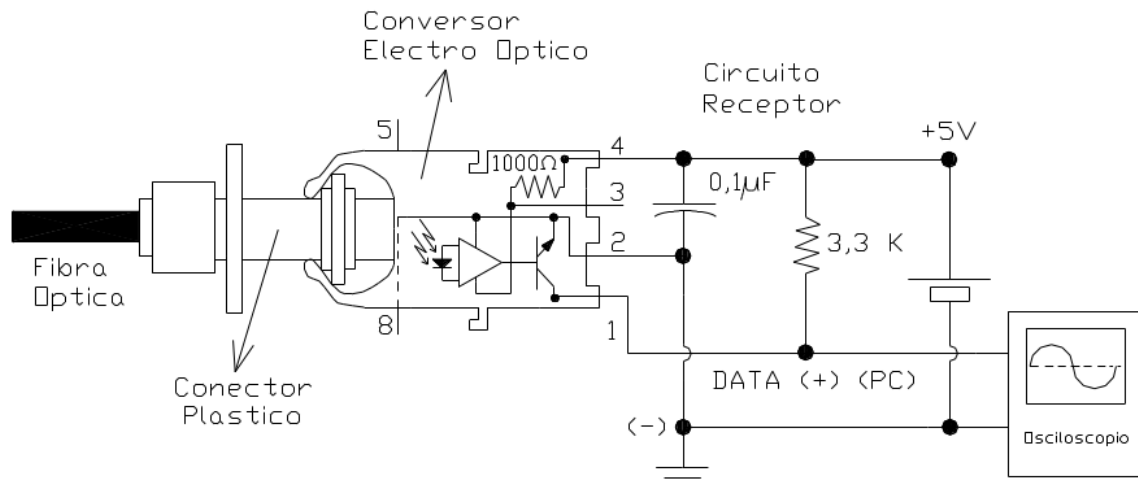 Conversor
Electro Optico
Circuito
Receptor
+5V
5
4
1000Ω
0,1µF
3
2
3,3 K
Fibra
Optica
8
1
DATA (+) (PC)
Conector
Plastico
(-)
Osciloscopio